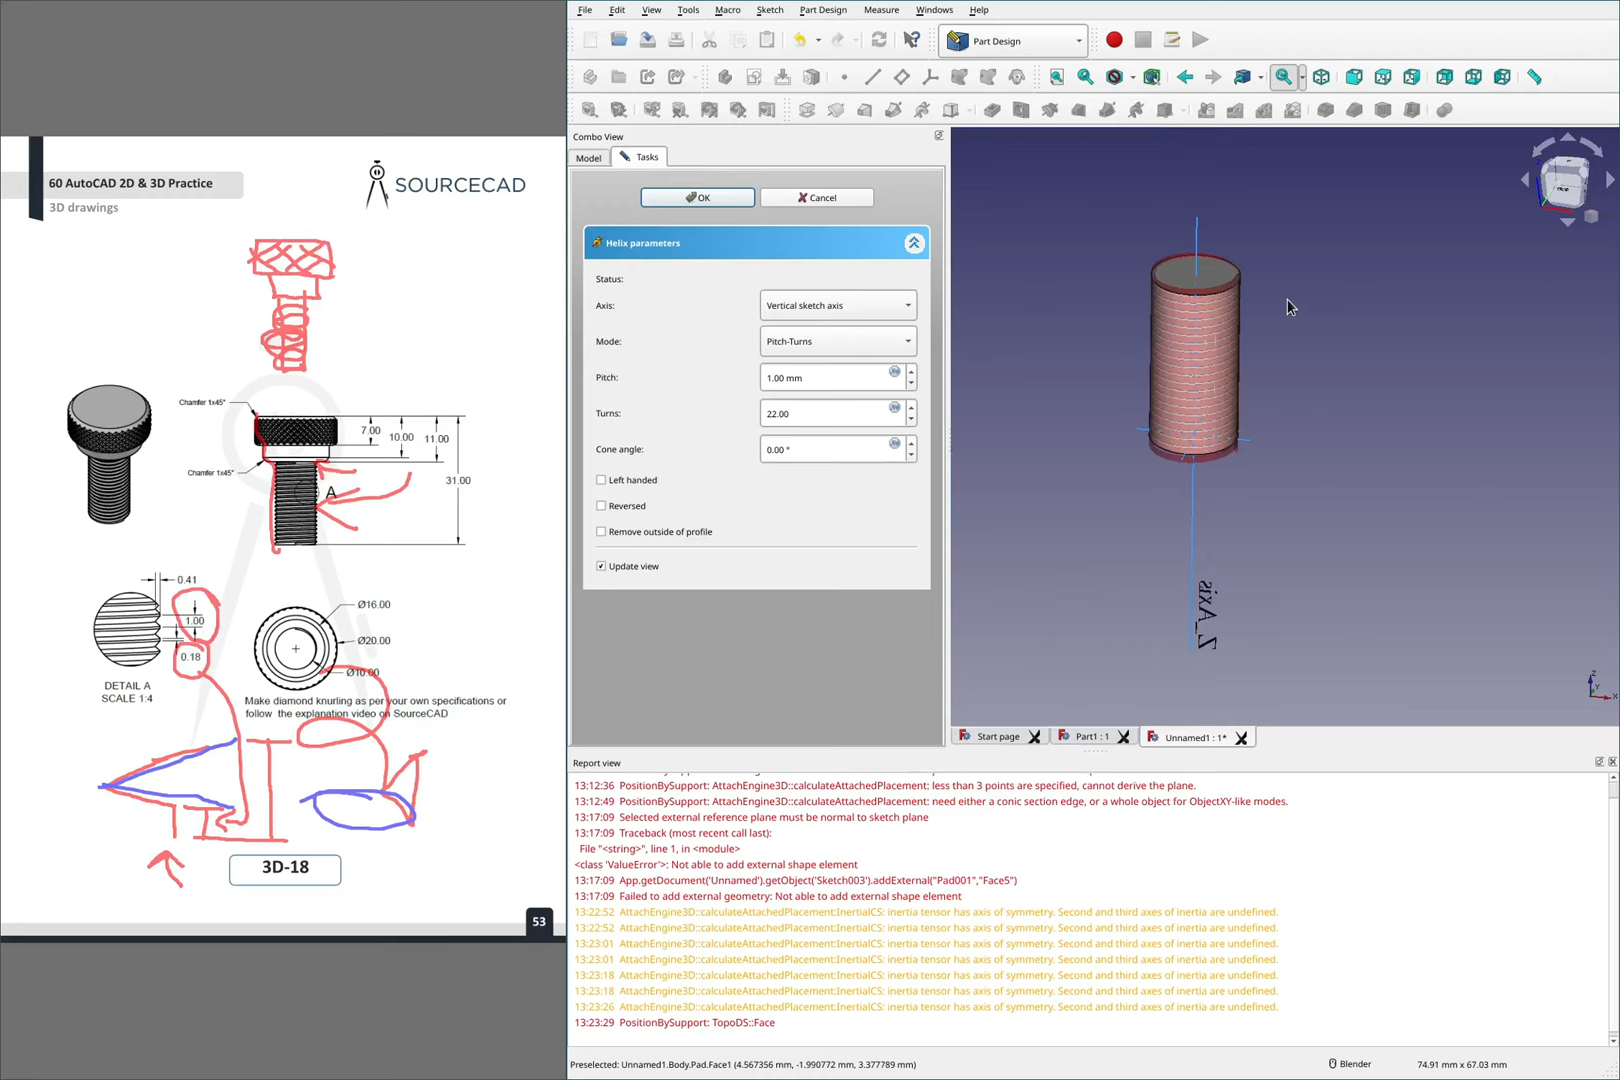 60 AutoCAD 2D & 3D Practice
3D drawings
SOURCECAD
Chamfer 1x45°
7.00
10.00
11.00
31.00
Chamfer 1x45°
A
0.41
1.00
0.18
DETAIL A
SCALE 1:4
Ø16.00
Ø20.00
Ø10.00
Make diamond knurling as per your own specifications or
follow the explanation video on SourceCAD
3D-18
53
File Edit View Tools Macro Sketch Part Design Measure Windows Help
Part Design
Combo View
Model Tasks
OK Cancel
Helix parameters
Status:
Axis: Vertical sketch axis
Mode: Pitch-Turns
Pitch: 1.00 mm
Turns: 22.00
Cone angle: 0.00 °
Left handed
Reversed
Remove outside of profile
Update view
Z_Axis
Start page Part1 : 1 Unnamed1 : 1*
Report view
13:12:36 PositionBySupport: AttachEngine3D::calculateAttachedPlacement: less than 3 points are specified, cannot derive the plane.
13:12:49 PositionBySupport: AttachEngine3D::calculateAttachedPlacement: need either a conic section edge, or a whole object for ObjectXY-like modes.
13:17:09 Selected external reference plane must be normal to sketch plane
13:17:09 Traceback (most recent call last):
File "<string>", line 1, in <module>
<class 'ValueError'>: Not able to add external shape element
13:17:09 App.getDocument('Unnamed').getObject('Sketch003').addExternal("Pad001","Face5")
13:17:09 Failed to add external geometry: Not able to add external shape element
13:22:52 AttachEngine3D::calculateAttachedPlacement:InertialCS: inertia tensor has axis of symmetry. Second and third axes of inertia are undefined.
13:22:52 AttachEngine3D::calculateAttachedPlacement:InertialCS: inertia tensor has axis of symmetry. Second and third axes of inertia are undefined.
13:23:01 AttachEngine3D::calculateAttachedPlacement:InertialCS: inertia tensor has axis of symmetry. Second and third axes of inertia are undefined.
13:23:01 AttachEngine3D::calculateAttachedPlacement:InertialCS: inertia tensor has axis of symmetry. Second and third axes of inertia are undefined.
13:23:18 AttachEngine3D::calculateAttachedPlacement:InertialCS: inertia tensor has axis of symmetry. Second and third axes of inertia are undefined.
13:23:18 AttachEngine3D::calculateAttachedPlacement:InertialCS: inertia tensor has axis of symmetry. Second and third axes of inertia are undefined.
13:23:26 AttachEngine3D::calculateAttachedPlacement:InertialCS: inertia tensor has axis of symmetry. Second and third axes of inertia are undefined.
13:23:29 PositionBySupport: TopoDS::Face
Preselected: Unnamed1.Body.Pad.Face1 (4.567356 mm, -1.990772 mm, 3.377789 mm)
Blender
74.91 mm x 67.03 mm